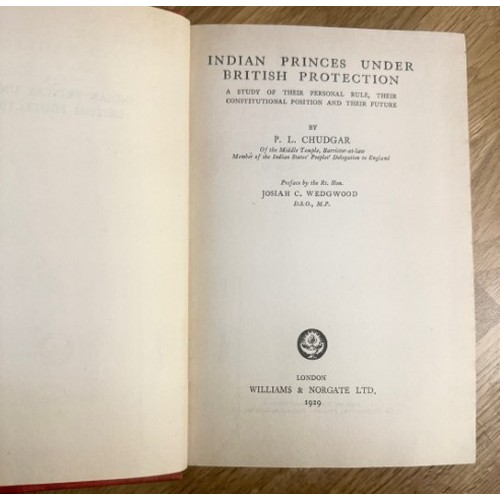 INDIAN PRINCES UNDER
BRITISH PROTECTION
A STUDY OF THEIR PERSONAL RULE, THEIR
CONSTITUTIONAL POSITION AND THEIR FUTURE
BY
P. L. CHUDGAR
Of the Middle Temple, Barrister-at-law
Member of the Indian States' Peoples' Delegation to England
Preface by the Rt. Hon.
JOSIAH C. WEDGWOOD
D.S.O., M.P.
LONDON
WILLIAMS & NORGATE LTD.
1929